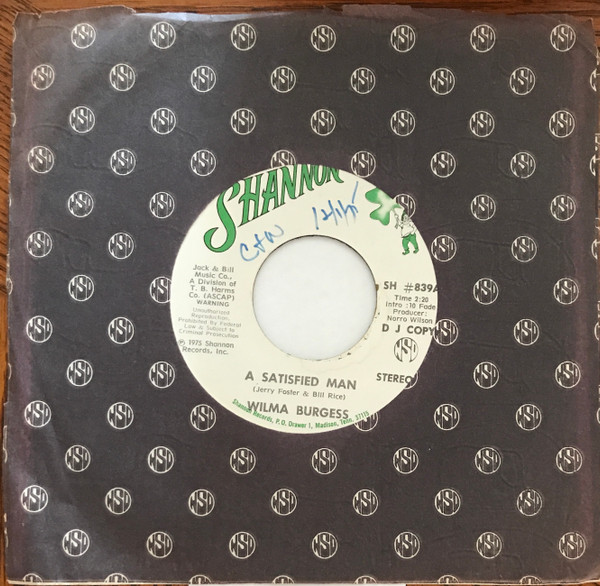 SHANNON
C+W 12/1/75
Jack & Bill
Music Co.,
A Division of
T. B. Harms
Co. (ASCAP)
WARNING
Unauthorized
Reproduction
Prohibited By Federal
Law & Subject to
Criminal Prosecution
℗ 1975 Shannon
Records, Inc.
SH #839A
Time 2:20
Intro :10 Fade
Producer:
Norro Wilson
D J COPY
STEREO
A SATISFIED MAN
(Jerry Foster & Bill Rice)
WILMA BURGESS
Shannon Records, P.O. Drawer 1, Madison, Tenn. 37115